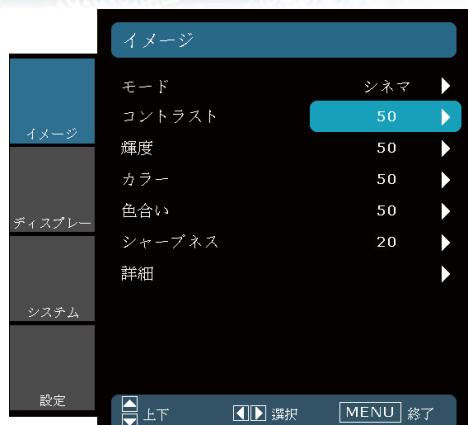 イメージ
イメージ
ディスプレー
システム
設定
モード シネマ
コントラスト 50
輝度 50
カラー 50
色合い 50
シャープネス 20
詳細
上下 選択 MENU 終了